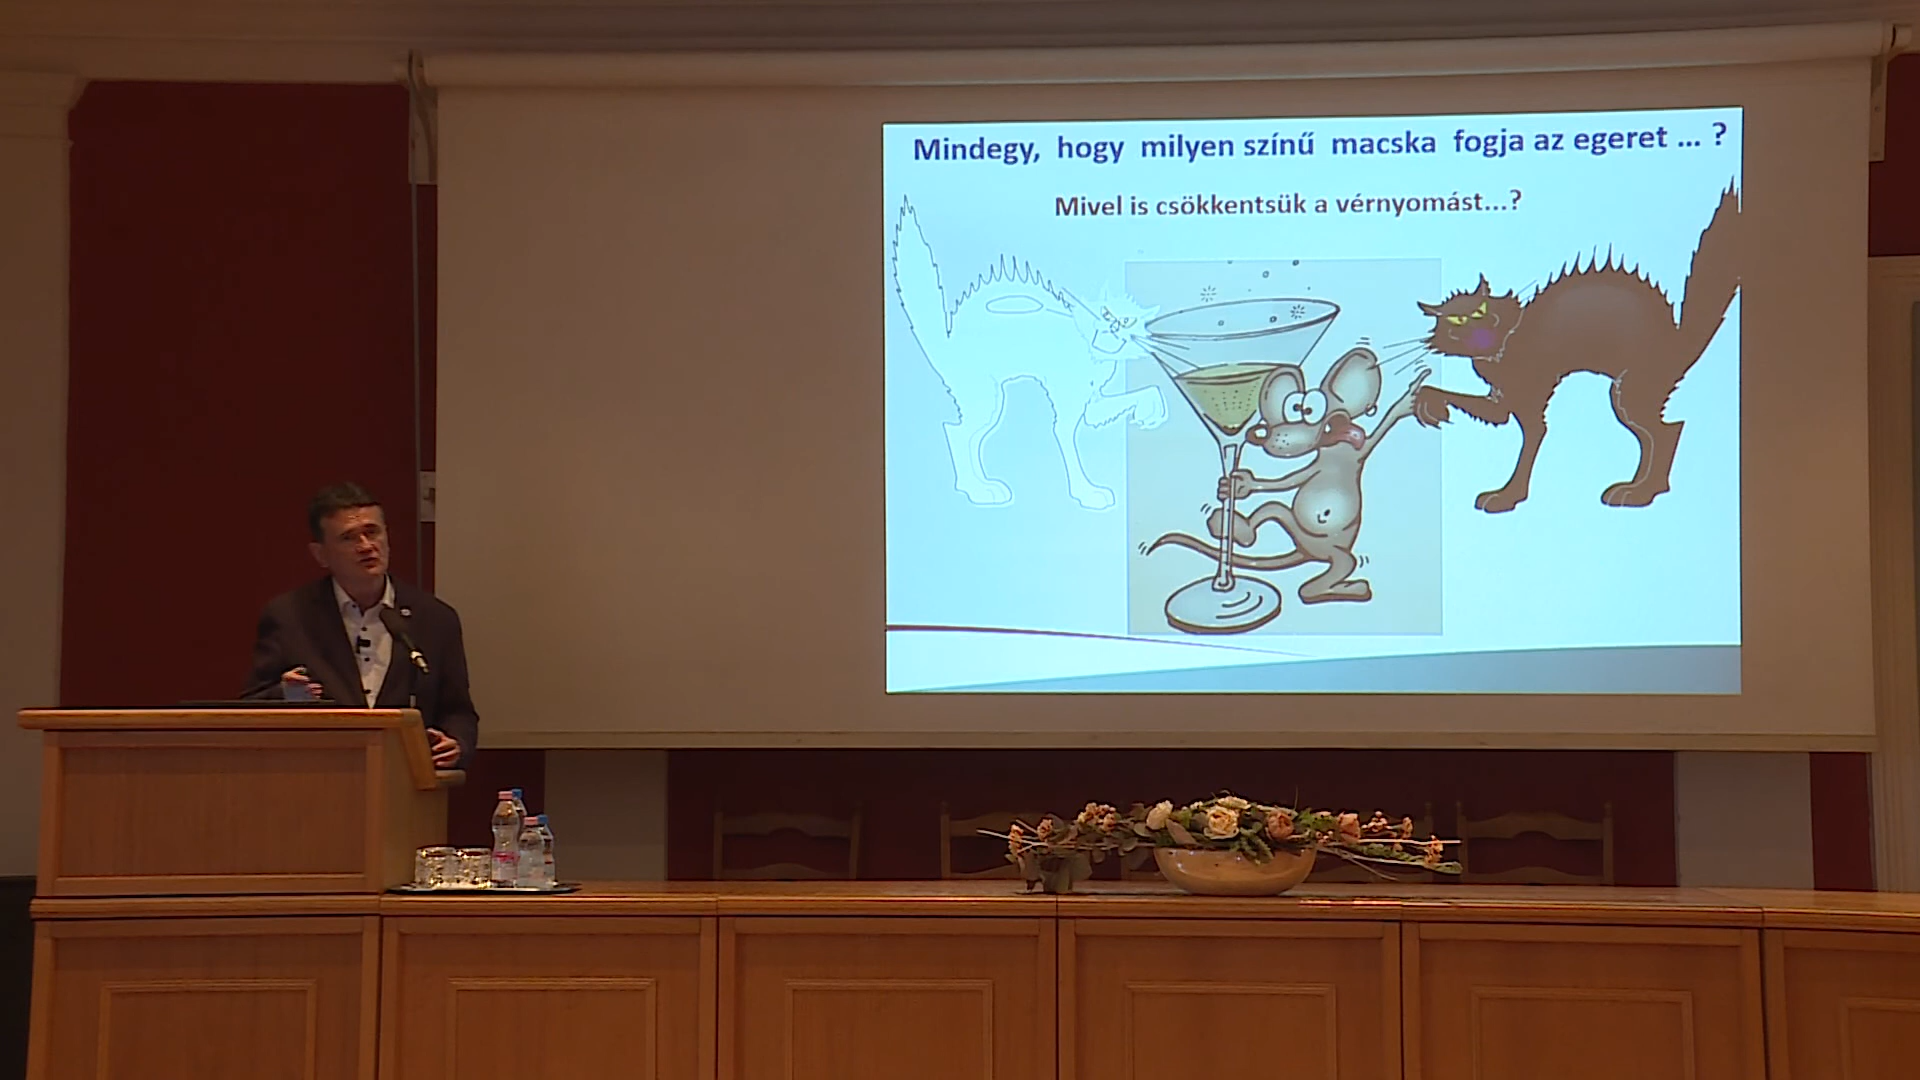 Mindegy, hogy milyen színű macska fogja az egeret ... ?
Mivel is csökkentsük a vérnyomást...?